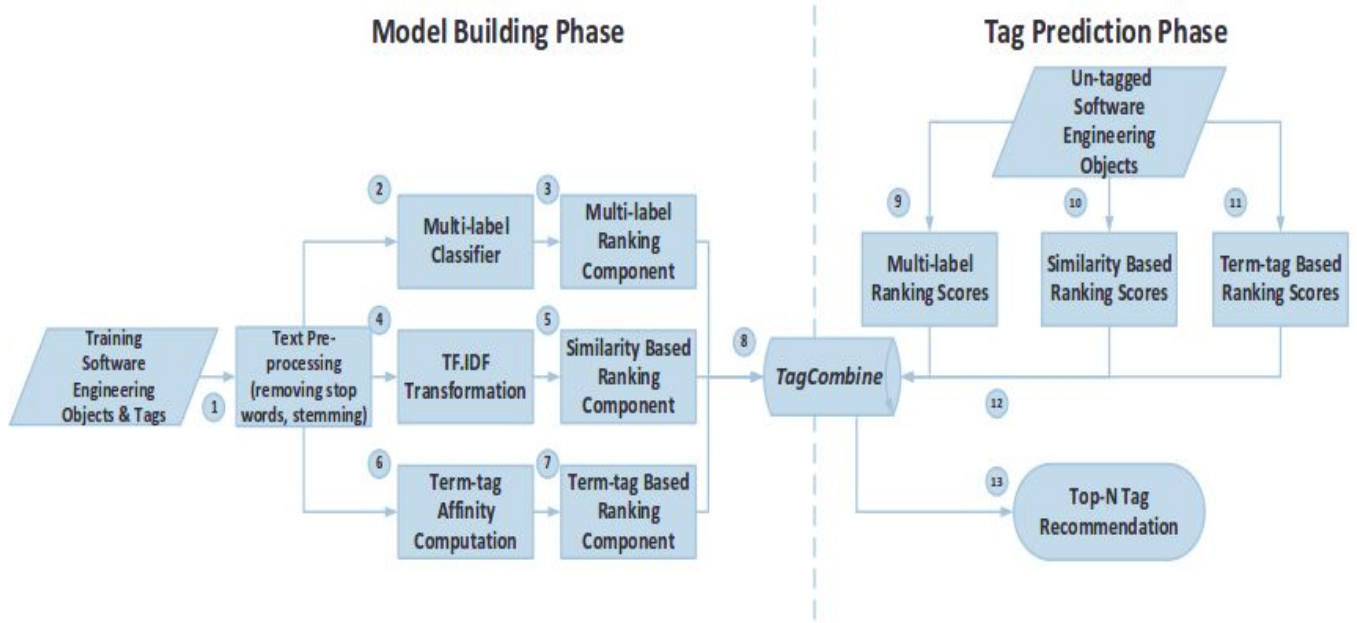 Model Building Phase
Tag Prediction Phase
Un-tagged
Software
Engineering
Objects
2
3
9
10
11
Multi-label
Classifier
Multi-label
Ranking
Component
Multi-label
Ranking Scores
Similarity Based
Ranking Scores
Term-tag Based
Ranking Scores
Training
Software
Engineering
Objects & Tags
1
Text Pre-
processing
(removing stop
words, stemming)
4
5
TF.IDF
Transformation
Similarity Based
Ranking
Component
8
TagCombine
12
6
7
Term-tag
Affinity
Computation
Term-tag Based
Ranking
Component
13
Top-N Tag
Recommendation